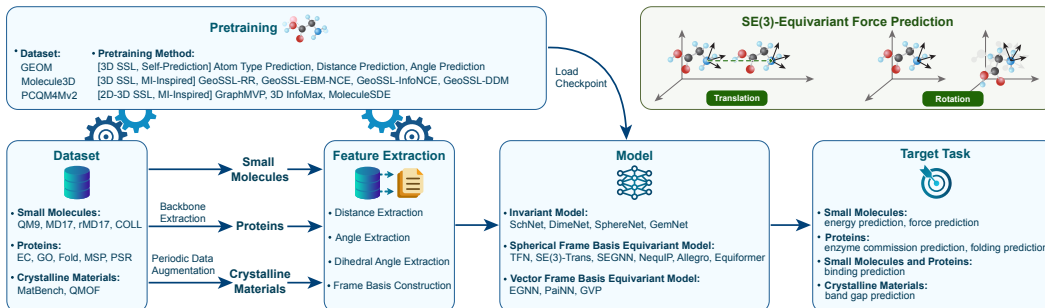 Pretraining
• Dataset:
GEOM
Molecule3D
PCQM4Mv2
• Pretraining Method:
[3D SSL, Self-Prediction] Atom Type Prediction, Distance Prediction, Angle Prediction
[3D SSL, MI-Inspired] GeoSSL-RR, GeoSSL-EBM-NCE, GeoSSL-InfoNCE, GeoSSL-DDM
[2D-3D SSL, MI-Inspired] GraphMVP, 3D InfoMax, MoleculeSDE
Load
Checkpoint
SE(3)-Equivariant Force Prediction
Translation
Rotation
Dataset
• Small Molecules:
QM9, MD17, rMD17, COLL
• Proteins:
EC, GO, Fold, MSP, PSR
• Crystalline Materials:
MatBench, QMOF
Small
Molecules
Backbone
Extraction
Proteins
Periodic Data
Augmentation
Crystalline
Materials
Feature Extraction
• Distance Extraction
• Angle Extraction
• Dihedral Angle Extraction
• Frame Basis Construction
Model
• Invariant Model:
SchNet, DimeNet, SphereNet, GemNet
• Spherical Frame Basis Equivariant Model:
TFN, SE(3)-Trans, SEGNN, NequIP, Allegro, Equiformer
• Vector Frame Basis Equivariant Model:
EGNN, PaiNN, GVP
Target Task
• Small Molecules:
energy prediction, force prediction
• Proteins:
enzyme commission prediction, folding prediction
• Small Molecules and Proteins:
binding prediction
• Crystalline Materials:
band gap prediction